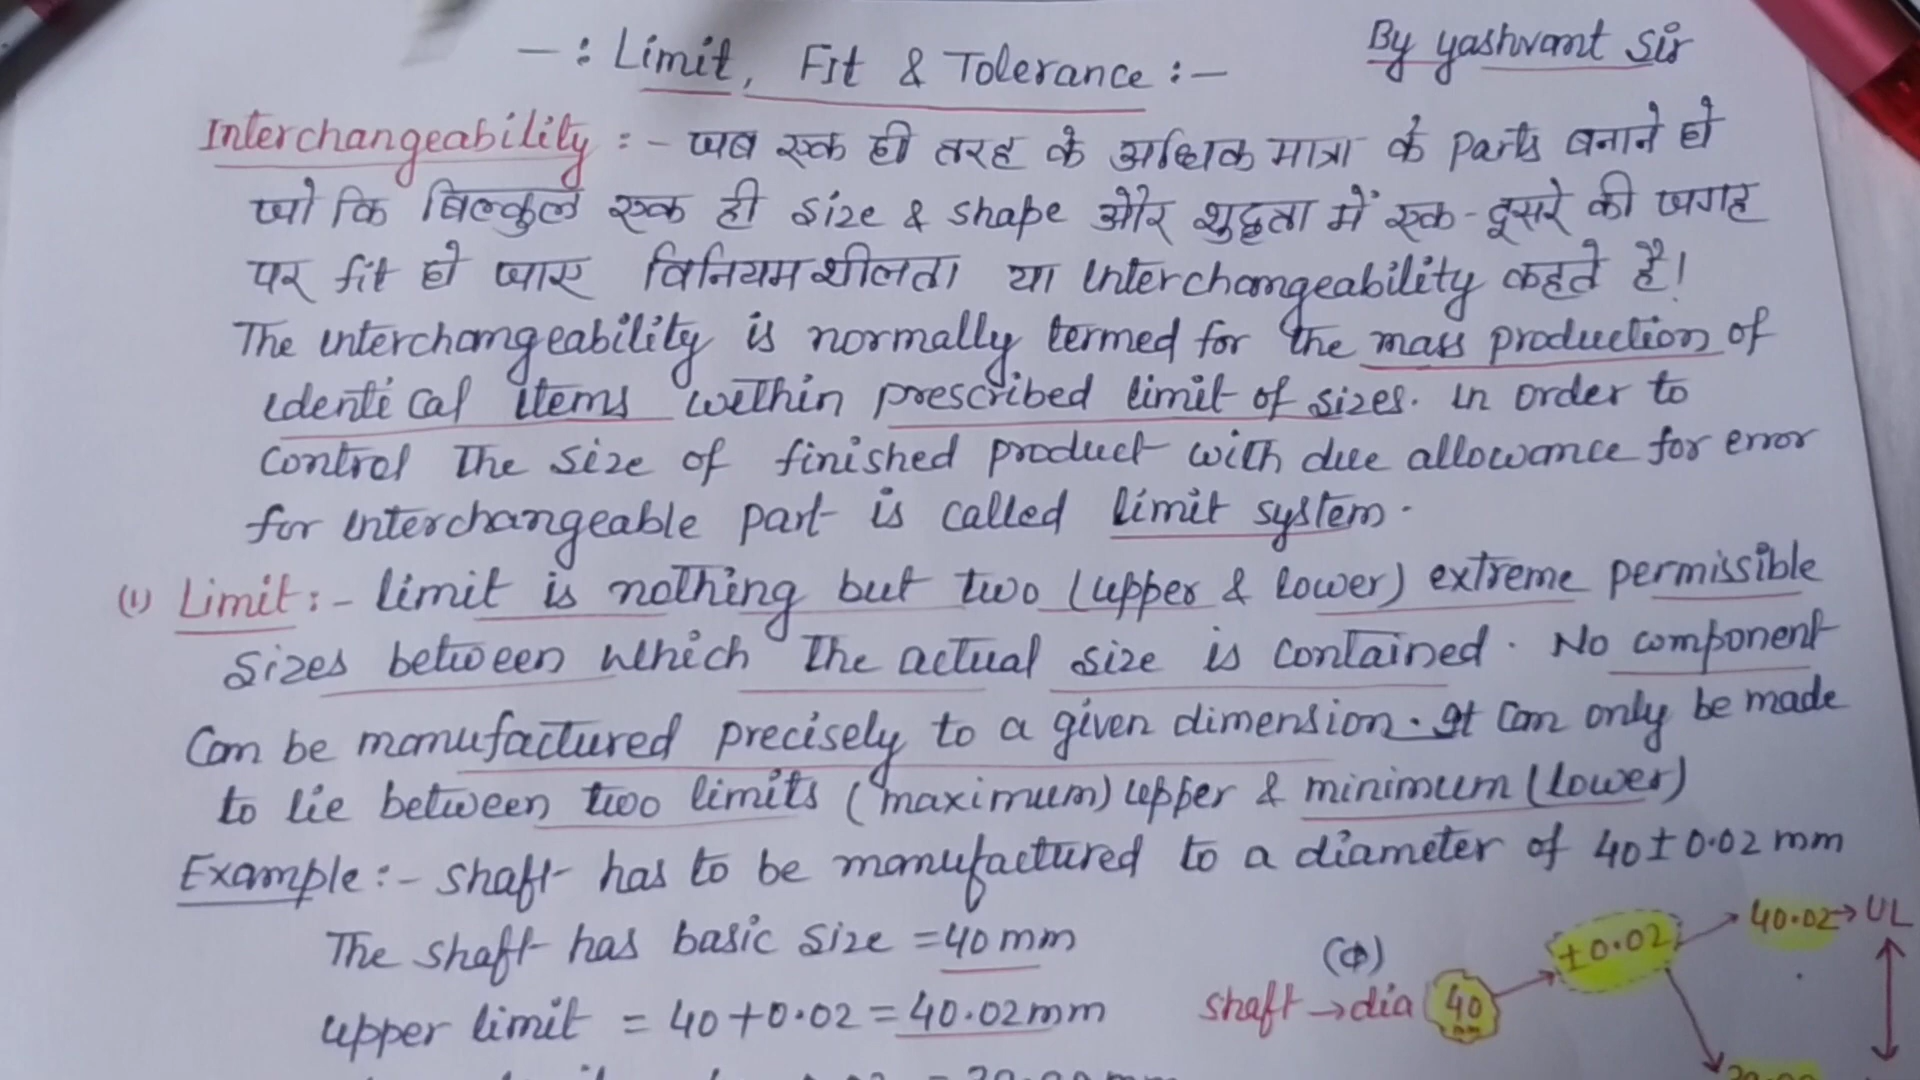 -: Limit, Fit & Tolerance :-
By Yashvant Sir
Interchangeability :- जब एक ही तरह के अधिक मात्रा के Parts बनाने हो
जो कि बिल्कुल एक ही size & shape और शुद्धता में एक-दूसरे की जगह
पर fit हो जाए विनियमशीलता या Interchangeability कहते है!
The interchangeability is normally termed for the mass production of
identical items within prescribed limit of sizes. in order to
control the size of finished product with due allowance for error
for interchangeable part is called limit system.
(1) Limit :- limit is nothing but two (upper & lower) extreme permissible
sizes between which the actual size is contained. No component
Can be manufactured precisely to a given dimension. It can only be made
to lie between two limits (maximum) upper & minimum (lower)
Example :- shaft has to be manufactured to a diameter of 40±0.02 mm
The shaft has basic size = 40 mm
upper limit = 40+0.02 = 40.02mm
(Φ)
shaft → dia 40 mm
±0.02
40.02 → UL